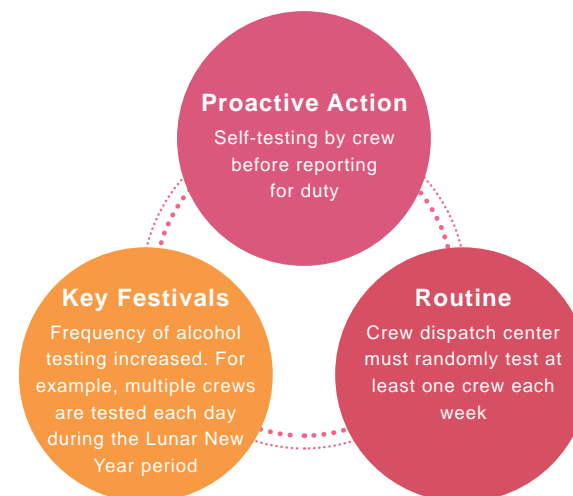 Proactive Action
Self-testing by crew
before reporting
for duty
Key Festivals
Frequency of alcohol
testing increased. For
example, multiple crews
are tested each day
during the Lunar New
Year period
Routine
Crew dispatch center
must randomly test at
least one crew each
week